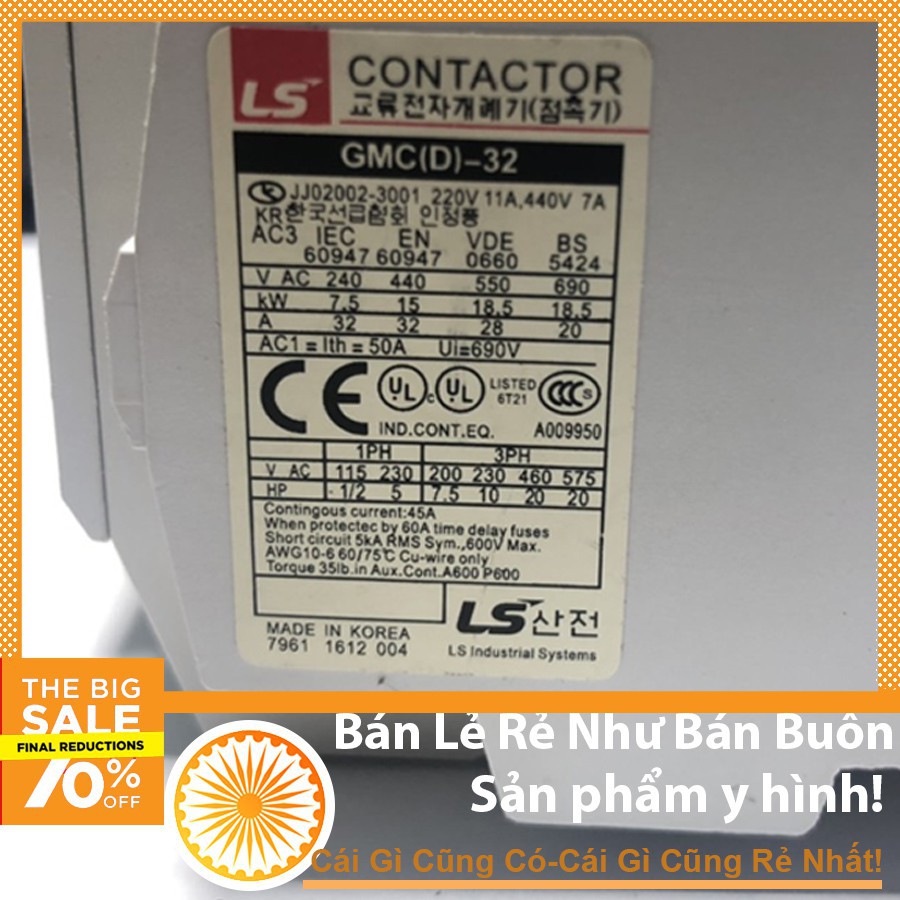 LS
CONTACTOR
교류전자개폐기(접촉기)
GMC(D)-32
JJ02002-3001 220V 11A,440V 7A
KR한국선급협회 인정품
AC3 IEC EN VDE BS
60947 60947 0660 5424
V AC 240 440 550 690
kW 7.5 15 18.5 18.5
A 32 32 28 20
AC1 = Ith = 50A Ui=690V
CE UL c UL LISTED 6T21 CCC S
IND.CONT.EQ. A009950
1PH 3PH
V AC 115 230 200 230 460 575
HP 1/2 5 7.5 10 20 20
Contingous current:45A
When protectec by 60A time delay fuses
Short circuit 5kA RMS Sym.,600V Max.
AWG10-6 60/75℃ Cu-wire only
Torque 35lb.in Aux.Cont.A600 P600
LS산전
MADE IN KOREA
7961 1612 004
LS Industrial Systems
THE BIG
SALE
FINAL REDUCTIONS
70% OFF
Bán Lẻ Rẻ Như Bán Buôn
Sản phẩm y hình!
Cái Gì Cũng Có-Cái Gì Cũng Rẻ Nhất!